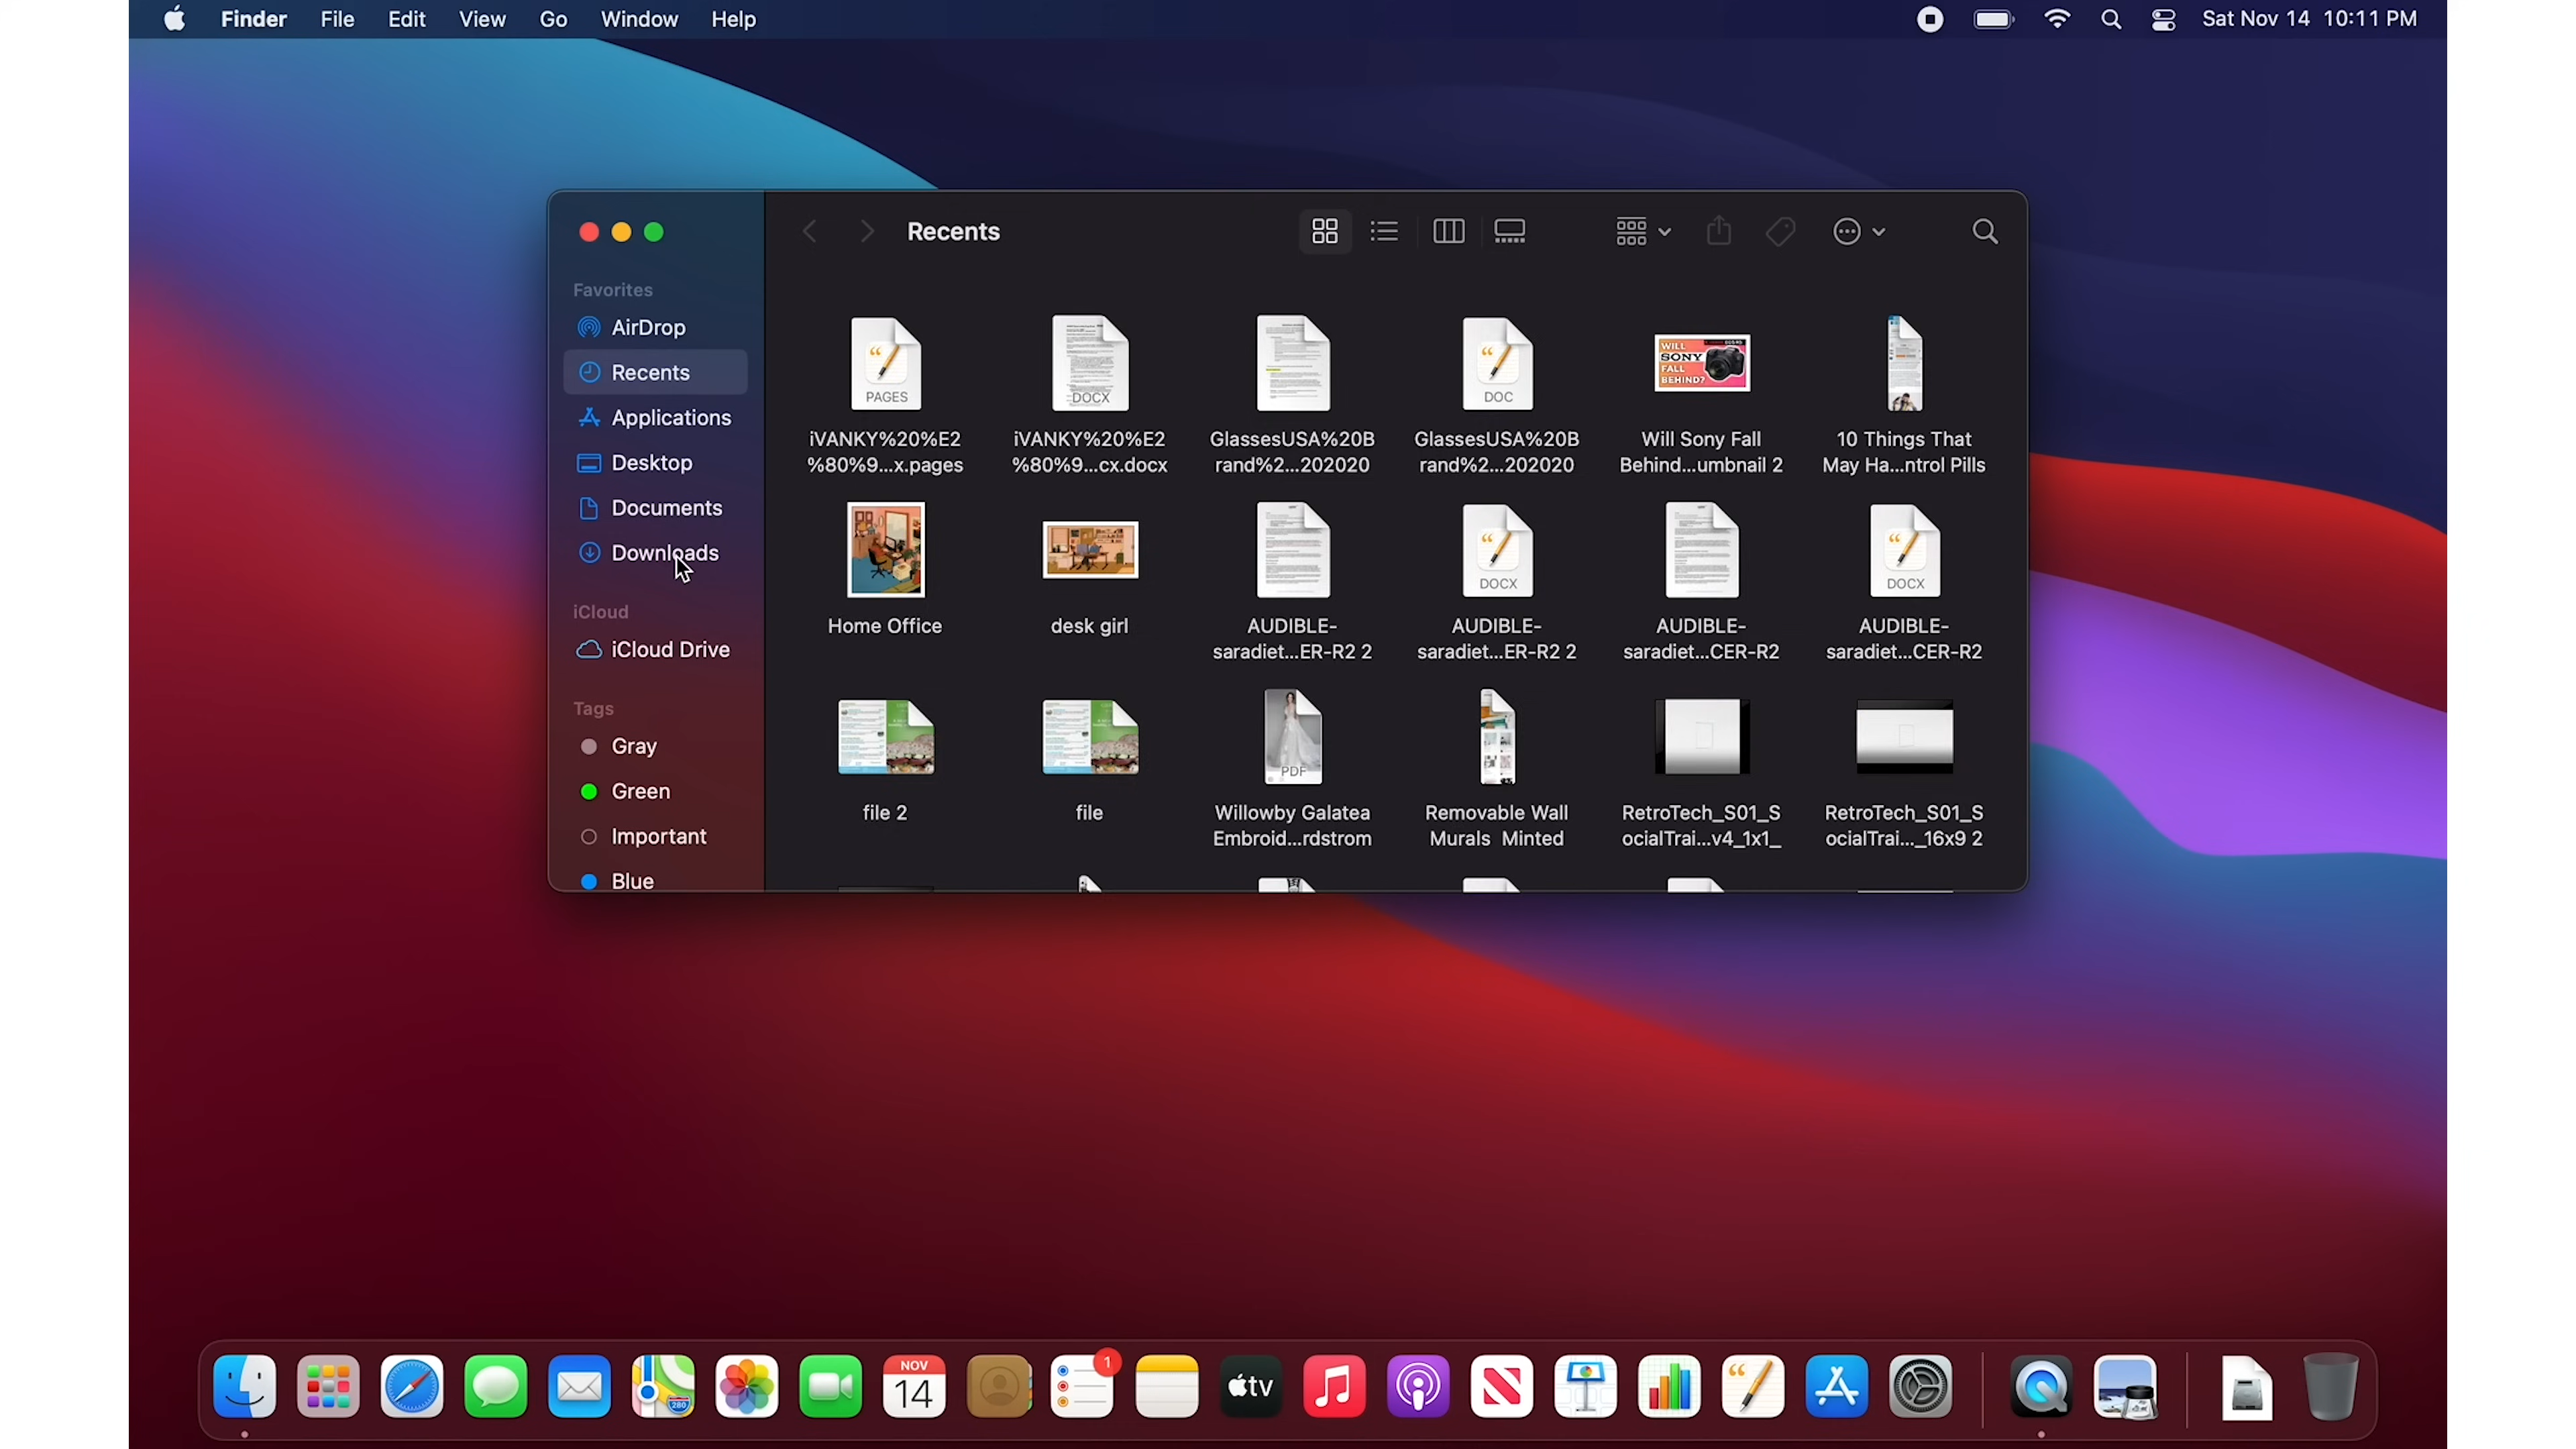 Finder File Edit View Go Window Help
Sat Nov 14 10:11 PM
Recents
Favorites
AirDrop
Recents
Applications
Desktop
Documents
Downloads
iCloud
iCloud Drive
Tags
Gray
Green
Important
Blue
PAGES
DOCX
DOC
WILL
SONY
FALL
BEHIND?
iVANKY%20%E2
%80%9...x.pages
iVANKY%20%E2
%80%9...cx.docx
GlassesUSA%20B
rand%2...202020
GlassesUSA%20B
rand%2...202020
Will Sony Fall
Behind...umbnail 2
10 Things That
May Ha...ntrol Pills
DOCX
DOCX
Home Office
desk girl
AUDIBLE-
saradiet...ER-R2 2
AUDIBLE-
saradiet...ER-R2 2
AUDIBLE-
saradiet...CER-R2
AUDIBLE-
saradiet...CER-R2
PDF
file 2
file
Willowby Galatea
Embroid...rdstrom
Removable Wall
Murals Minted
RetroTech_S01_S
ocialTrai...v4_1x1_
RetroTech_S01_S
ocialTrai..._16x9 2
280
NOV
14
1
tv